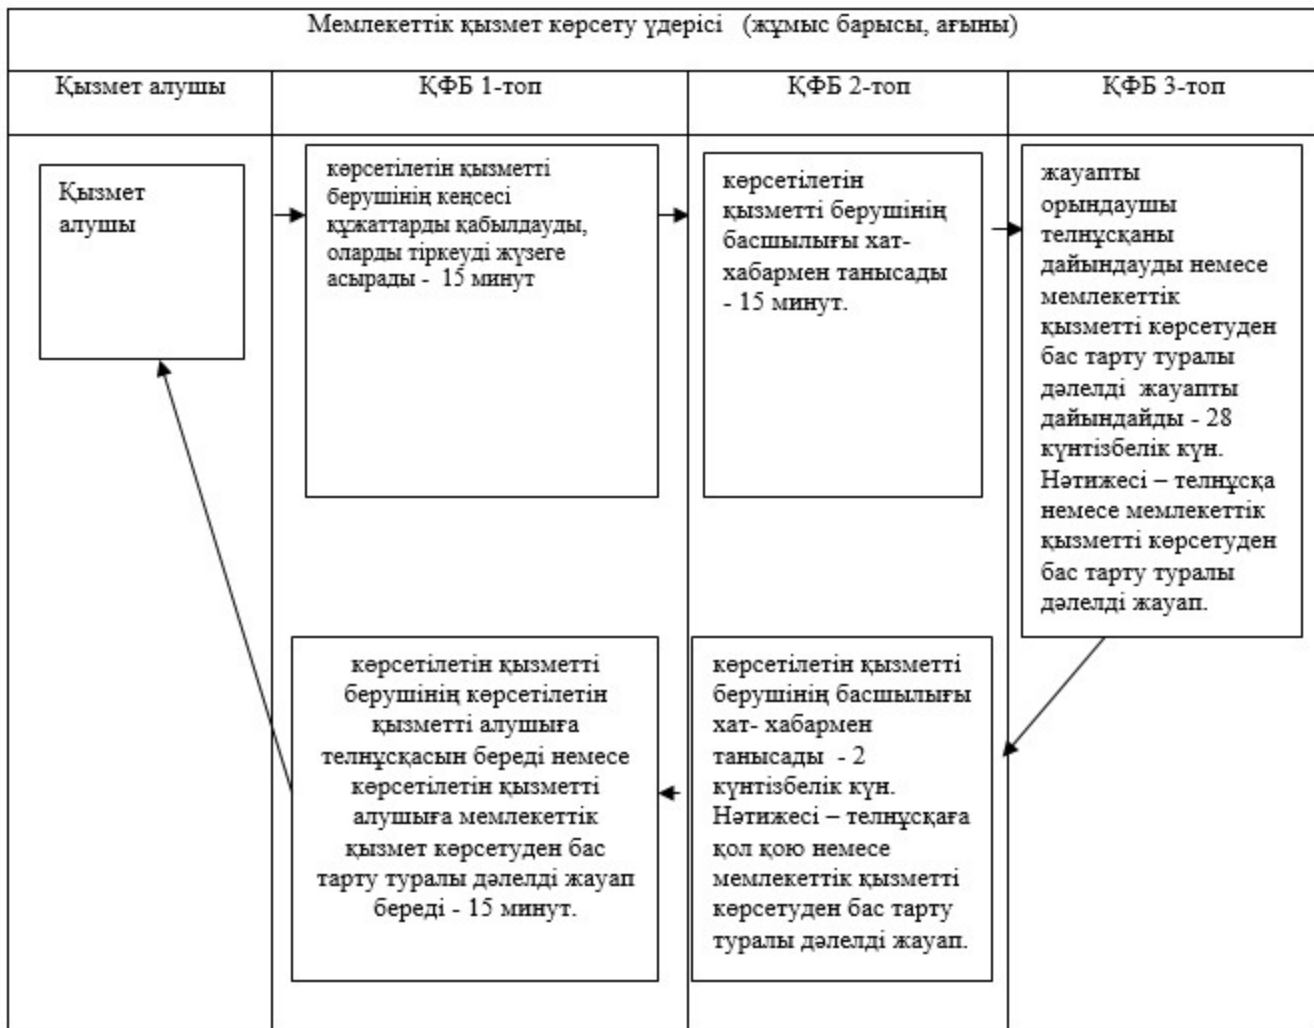 Мемлекеттік қызмет көрсету үдерісі (жұмыс барысы, ағыны)
Қызмет алушы
ҚФБ 1-топ
ҚФБ 2-топ
ҚФБ 3-топ
Қызмет
алушы
көрсетілетін қызметті
берушінің кеңсесі
құжаттарды қабылдауды,
оларды тіркеуді жүзеге
асырады - 15 минут
көрсетілетін
қызметті берушінің
басшылығы хат-
хабармен танысады
- 15 минут.
жауапты
орындаушы
телнұсқаны
дайындауды немесе
мемлекеттік
қызметті көрсетуден
бас тарту туралы
дәлелді жауапты
дайындайды - 28
күнтізбелік күн.
Нәтижесі – телнұсқа
немесе мемлекеттік
қызметті көрсетуден
бас тарту туралы
дәлелді жауап.
көрсетілетін қызметті
берушінің көрсетілетін
қызметті алушыға
телнұсқасын береді немесе
көрсетілетін қызметті
алушыға мемлекеттік
қызмет көрсетуден бас
тарту туралы дәлелді жауап
береді - 15 минут.
көрсетілетін қызметті
берушінің басшылығы
хат- хабармен
танысады - 2
күнтізбелік күн.
Нәтижесі – телнұсқаға
қол қою немесе
мемлекеттік қызметті
көрсетуден бас тарту
туралы дәлелді жауап.